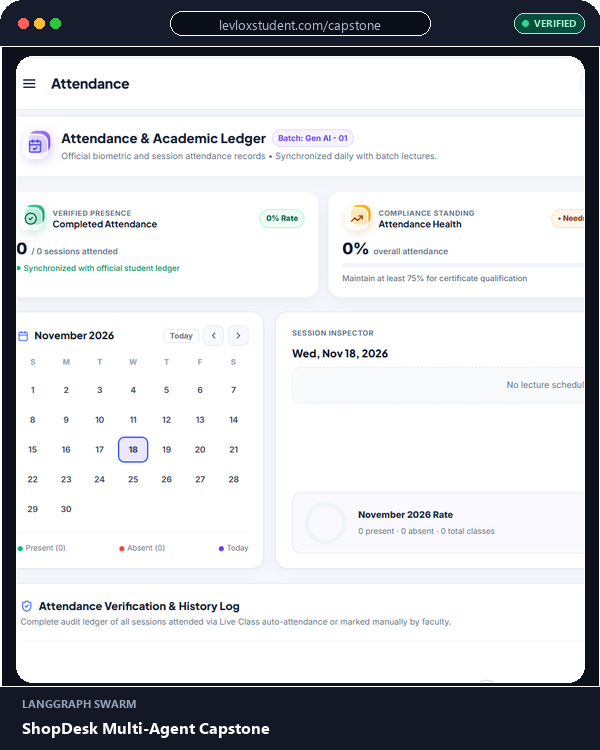 levloxstudent.com/capstone
VERIFIED
Attendance
Attendance & Academic Ledger
Batch: Gen AI - 01
Official biometric and session attendance records • Synchronized daily with batch lectures.
VERIFIED PRESENCE
Completed Attendance
0% Rate
0 / 0 sessions attended
Synchronized with official student ledger
COMPLIANCE STANDING
Attendance Health
• Need
0% overall attendance
Maintain at least 75% for certificate qualification
November 2026
Today
S M T W T F S
1 2 3 4 5 6 7
8 9 10 11 12 13 14
15 16 17 18 19 20 21
22 23 24 25 26 27 28
29 30
Present (0) Absent (0) Today
SESSION INSPECTOR
Wed, Nov 18, 2026
No lecture schedul
November 2026 Rate
0 present · 0 absent · 0 total classes
Attendance Verification & History Log
Complete audit ledger of all sessions attended via Live Class auto-attendance or marked manually by faculty.
LANGGRAPH SWARM
ShopDesk Multi-Agent Capstone